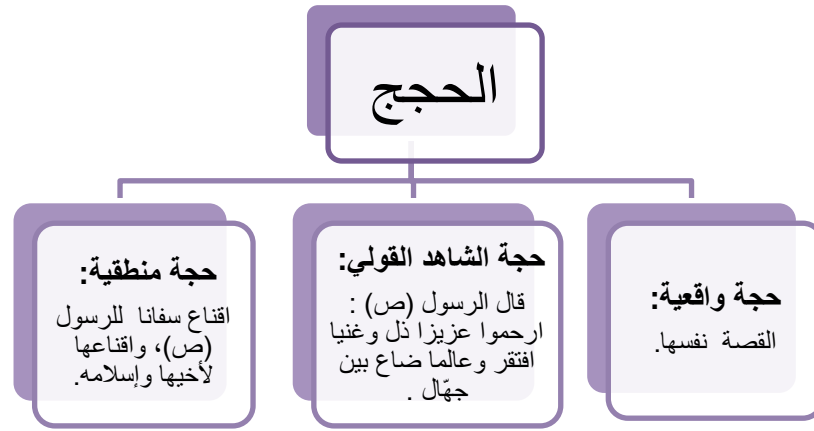 الحجج
حجة واقعية:
القصة نفسها.
حجة الشاهد القولي:
قال الرسول (ص) :
ارحموا عزيزا ذل وغنيا
افتقر وعالما ضاع بين
جهّال .
حجة منطقية:
اقناع سفانا للرسول
(ص)، واقناعها
لأخيها وإسلامه.